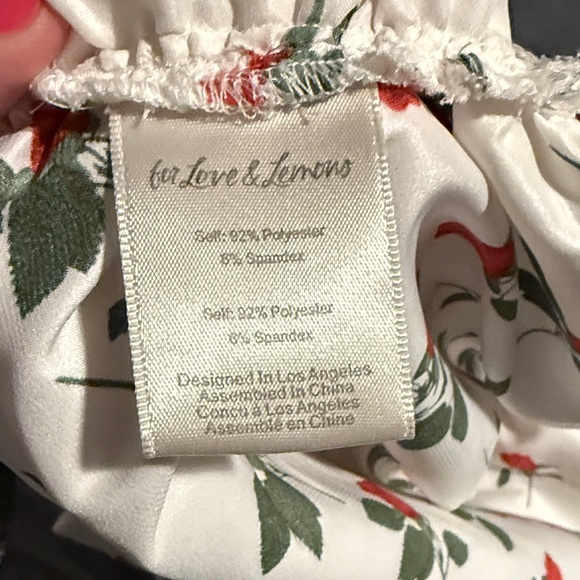 for Love & Lemons
Self: 92% Polyester
8% Spandex
Self: 92% Polyester
8% Spandex
Designed In Los Angeles
Assembled In China
Concu a Los Angeles
Assemblé en Chine